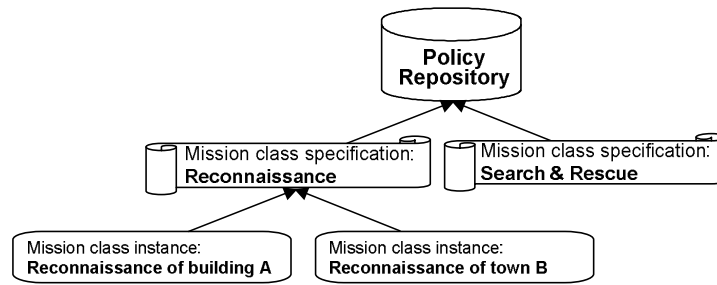 Policy
Repository
Mission class specification:
Reconnaissance
Mission class specification:
Search & Rescue
Mission class instance:
Reconnaissance of building A
Mission class instance:
Reconnaissance of town B